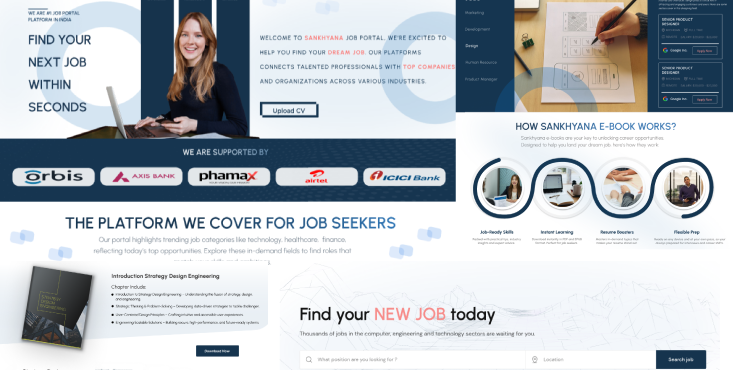 WE ARE #1 JOB PORTAL
PLATFORM IN INDIA
FIND YOUR
NEXT JOB
WITHIN
SECONDS
WELCOME TO SANKHYANA JOB PORTAL. WE'RE EXCITED TO
HELP YOU FIND YOUR DREAM JOB. OUR PLATFORMS
CONNECTS TALENTED PROFESSIONALS WITH TOP COMPANIES
AND ORGANIZATIONS ACROSS VARIOUS INDUSTRIES.
Upload CV
WE ARE SUPPORTED BY
orbis
AXIS BANK
phamax
airtel
ICICI Bank
Marketing
Development
Design
Human Resource
Product Manager
SENIOR PRODUCT
DESIGNER
Google Inc
Apply Now
SENIOR PRODUCT
DESIGNER
Google Inc
Apply Now
HOW SANKHYANA E-BOOK WORKS?
Sankhyana e-books are your key to unlocking career opportunities.
Designed to help you land your dream job, here's how they work
Job-Ready Skills
Instant Learning
Resume Boosters
Flexible Prep
THE PLATFORM WE COVER FOR JOB SEEKERS
Our portal highlights trending job categories like technology, healthcare, finance,
reflecting today's top opportunities. Explore these in-demand fields to find roles that
Introduction Strategy Design Engineering
Chapter include:
Introduction to Strategy Design Engineering – Understanding the fusion of strategy, design,
and engineering.
Strategic Thinking & Problem-Solving – Developing data-driven strategies to tackle challenges.
User-Centered Design Principles – Crafting intuitive and accessible user experiences.
Engineering Scalable Solutions – Building secure, high-performance, and future-ready systems.
Download Now
Find your NEW JOB today
Thousands of jobs in the computer, engineering and technology sectors are waiting for you.
What position are you looking for ?
Location
Search job